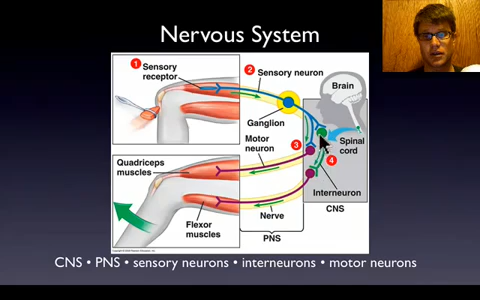 Nervous System
1
Sensory
receptor
2
Sensory neuron
Brain
Ganglion
Motor
neuron
3
Spinal
cord
4
Quadriceps
muscles
Interneuron
CNS
Nerve
Flexor
muscles
PNS
CNS • PNS • sensory neurons • interneurons • motor neurons